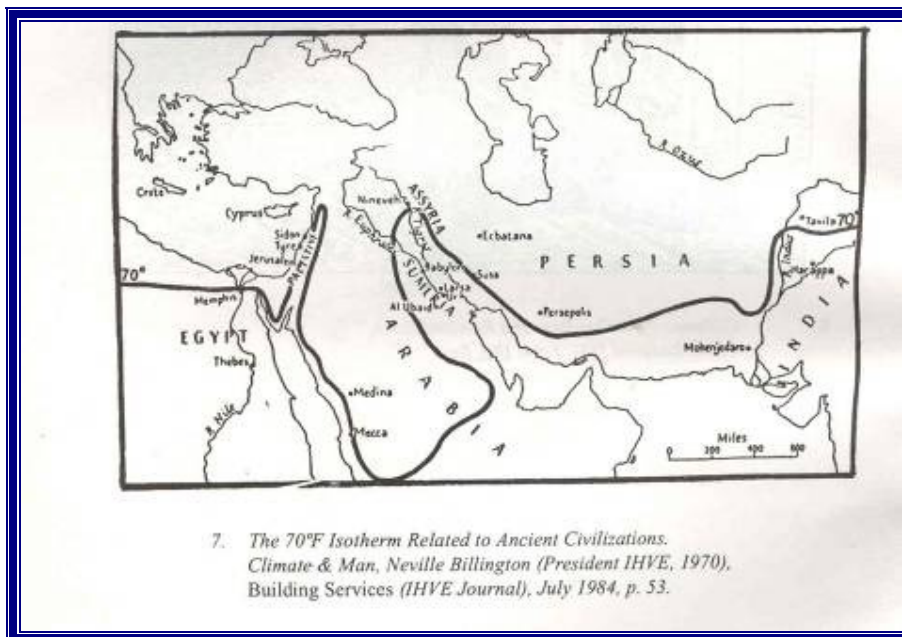 Crete
Cyprus
Sidon
Tyre
Jerusalem
PALESTINE
70°
Memphis
EGYPT
Thebes
R. Nile
Nineveh
ASSYRIA
R. Euphrates
R. Tigris
SUMERIA
Babylon
Larsa
Ur
Al Ubaid
Susa
Ecbatana
PERSIA
Persepolis
ARABIA
Medina
Mecca
R. Oxus
Taxila 70°
R. Indus
Harappa
Mohenjodaro
INDIA
Miles
0 200 400 600
7. The 70°F Isotherm Related to Ancient Civilizations.
Climate & Man, Neville Billington (President IHVE, 1970),
Building Services (IHVE Journal), July 1984, p. 53.